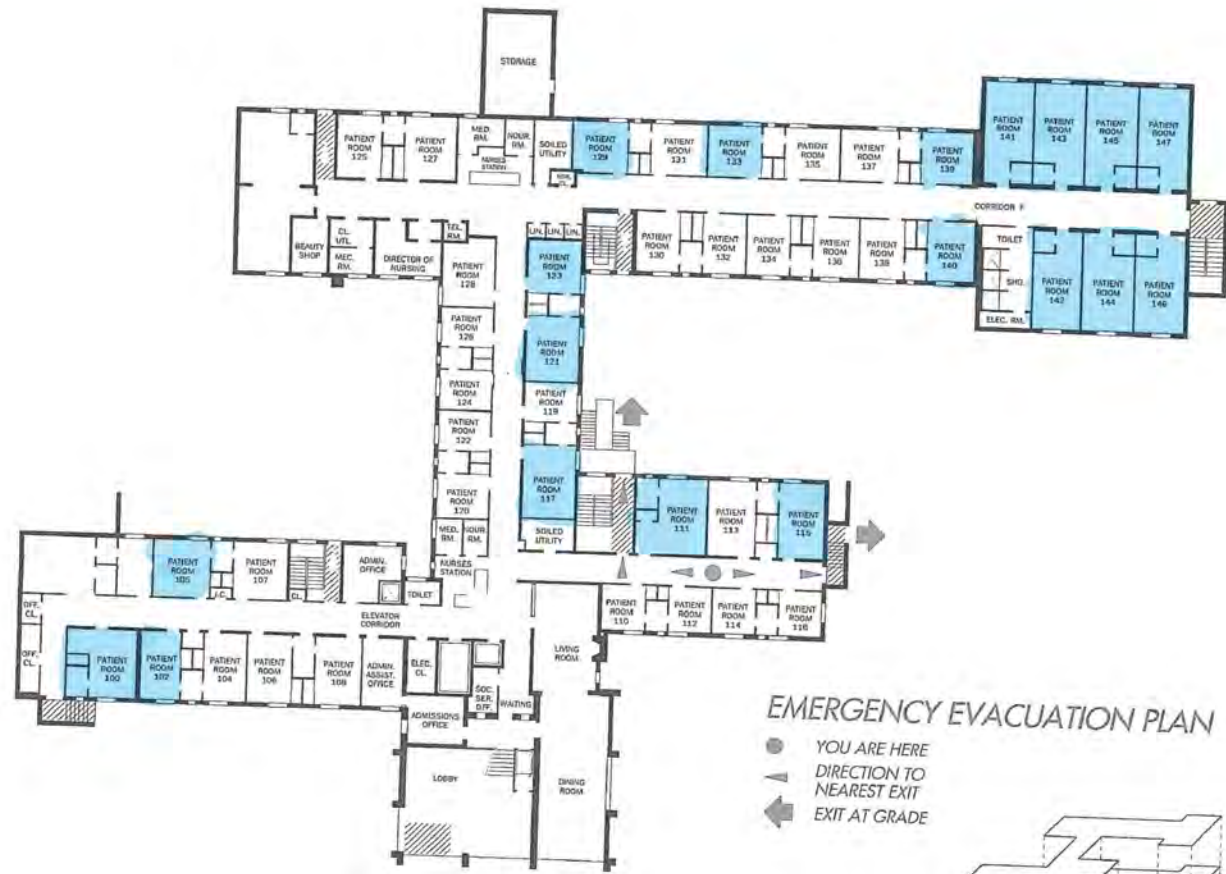 STORAGE
PATIENT
ROOM
125
PATIENT
ROOM
127
MED.
RM.
NOUR.
RM.
NURSES
STATION
SOILED
UTILITY
PATIENT
ROOM
129
PATIENT
ROOM
131
PATIENT
ROOM
133
PATIENT
ROOM
135
PATIENT
ROOM
137
PATIENT
ROOM
139
PATIENT
ROOM
141
PATIENT
ROOM
143
PATIENT
ROOM
145
PATIENT
ROOM
147
CORRIDOR F
BEAUTY
SHOP
CL.
UTL.
MEC.
RM.
DIRECTOR OF
NURSING
TEL.
RM.
LIN.
LIN.
LIN.
PATIENT
ROOM
128
PATIENT
ROOM
123
PATIENT
ROOM
130
PATIENT
ROOM
132
PATIENT
ROOM
134
PATIENT
ROOM
136
PATIENT
ROOM
138
PATIENT
ROOM
140
TOILET
SHO.
ELEC. RM.
PATIENT
ROOM
142
PATIENT
ROOM
144
PATIENT
ROOM
146
PATIENT
ROOM
126
PATIENT
ROOM
121
PATIENT
ROOM
124
PATIENT
ROOM
119
PATIENT
ROOM
122
PATIENT
ROOM
117
PATIENT
ROOM
120
MED.
RM.
NOUR.
RM.
SOILED
UTILITY
NURSES
STATION
PATIENT
ROOM
111
PATIENT
ROOM
113
PATIENT
ROOM
115
PATIENT
ROOM
110
PATIENT
ROOM
112
PATIENT
ROOM
114
PATIENT
ROOM
116
PATIENT
ROOM
105
PATIENT
ROOM
107
J.C.
CL.
ADMIN.
OFFICE
TOILET
OFF.
CL.
ELEVATOR
CORRIDOR
OFF.
CL.
PATIENT
ROOM
100
PATIENT
ROOM
102
PATIENT
ROOM
104
PATIENT
ROOM
106
PATIENT
ROOM
108
ADMIN.
ASSIST.
OFFICE
ELEC.
CL.
SOC.
SER.
OFF.
WAITING
LIVING
ROOM
ADMISSIONS
OFFICE
LOBBY
DINING
ROOM
EMERGENCY EVACUATION PLAN
YOU ARE HERE
DIRECTION TO
NEAREST EXIT
EXIT AT GRADE